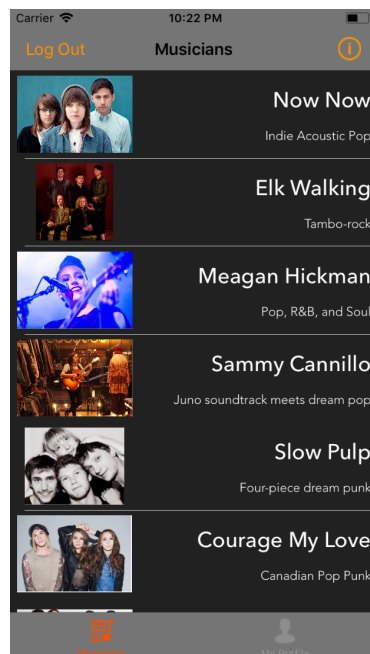 Carrier 10:22 PM
Log Out Musicians
Now Now
Indie Acoustic Pop
Elk Walking
Tambo-rock
Meagan Hickman
Pop, R&B, and Soul
Sammy Cannillo
Juno soundtrack meets dream pop
Slow Pulp
Four-piece dream punk
Courage My Love
Canadian Pop Punk
My Profile